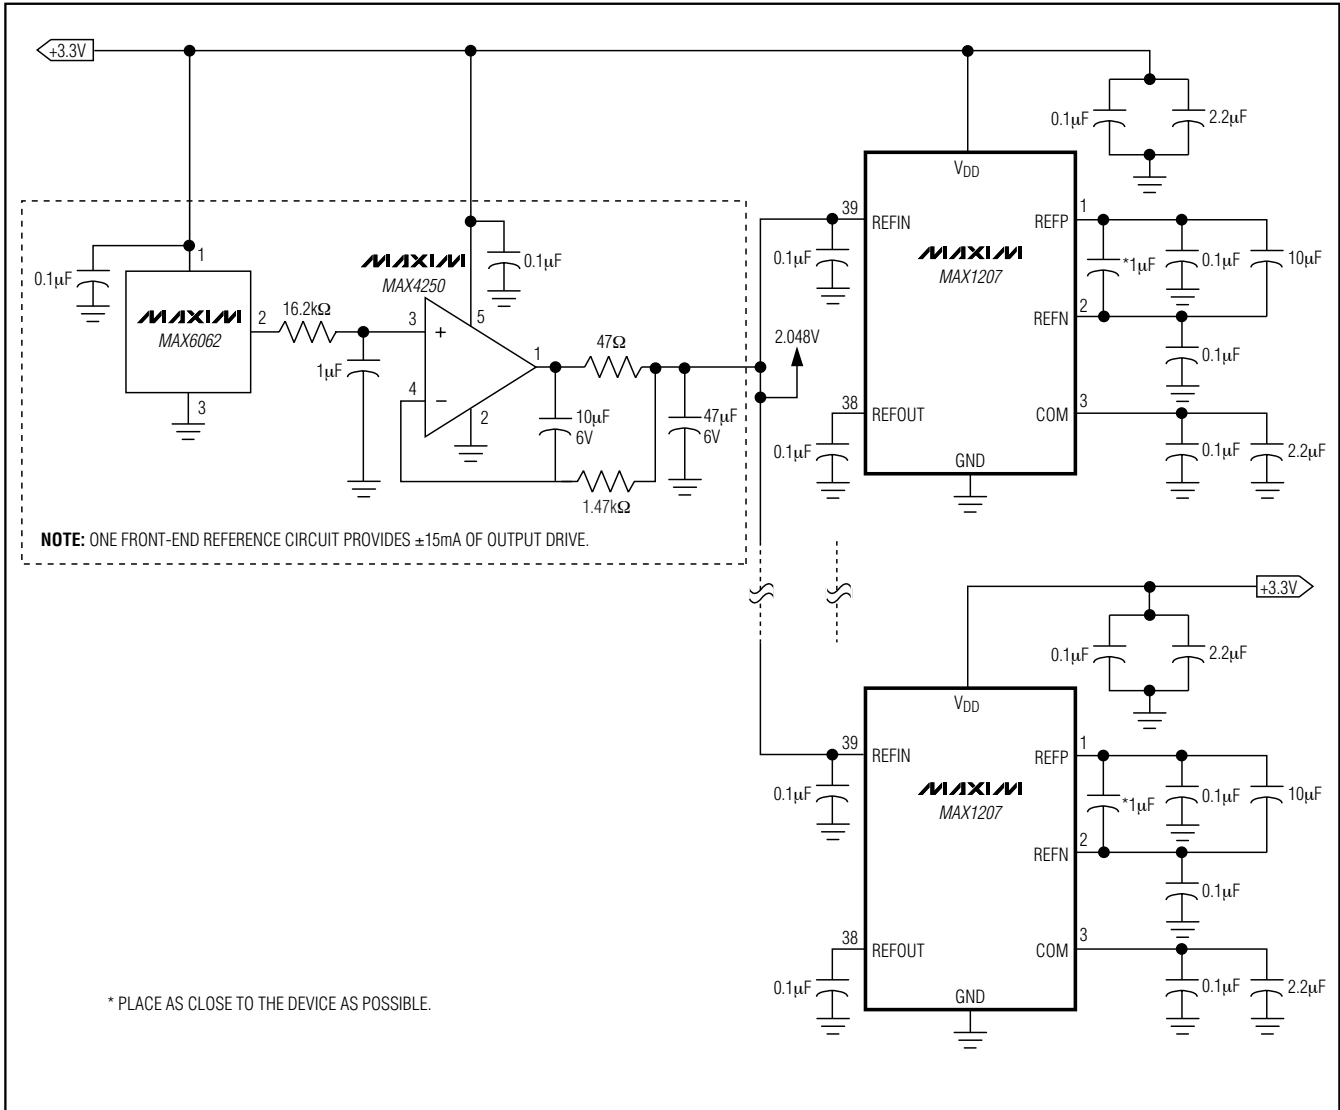 +3.3V
0.1µF
2.2µF
VDD
39
REFIN
REFP
1
0.1µF
MAXIM
MAX1207
*1µF
0.1µF
10µF
REFN
2
0.1µF
38
REFOUT
COM
3
0.1µF
0.1µF
2.2µF
GND
0.1µF
1
MAXIM
MAX6062
2
3
16.2kΩ
1µF
MAXIM
MAX4250
0.1µF
3
+
5
4
−
2
1
47Ω
10µF
6V
47µF
6V
1.47kΩ
2.048V
NOTE: ONE FRONT-END REFERENCE CIRCUIT PROVIDES ±15mA OF OUTPUT DRIVE.
+3.3V
0.1µF
2.2µF
VDD
39
REFIN
REFP
1
0.1µF
MAXIM
MAX1207
*1µF
0.1µF
10µF
REFN
2
0.1µF
38
REFOUT
COM
3
0.1µF
0.1µF
2.2µF
GND
* PLACE AS CLOSE TO THE DEVICE AS POSSIBLE.